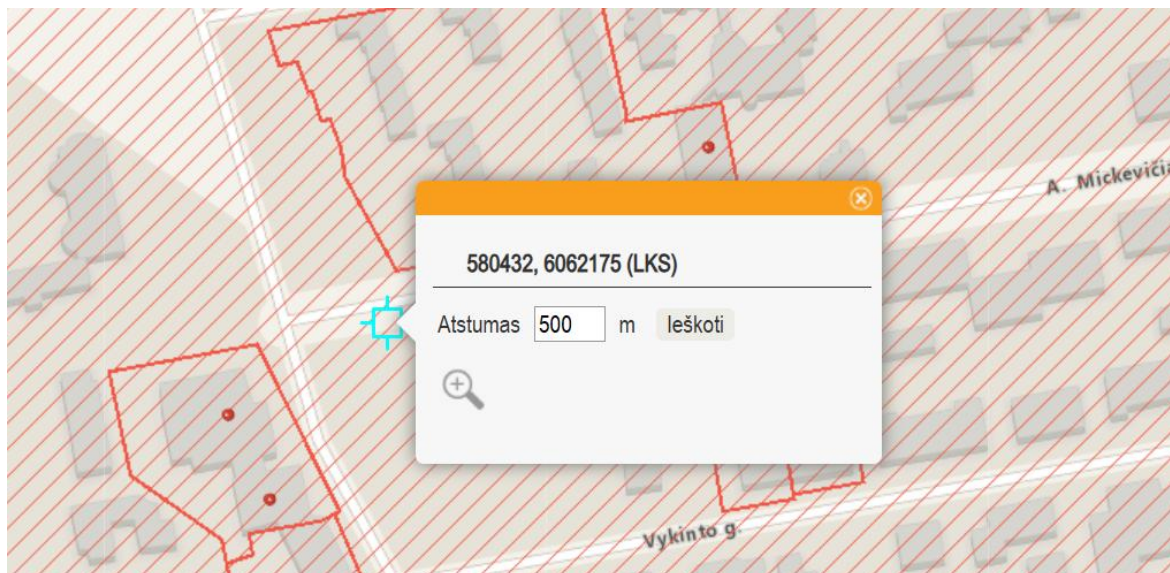 A. Mickevičia
580432, 6062175 (LKS)
Atstumas 500 m Ieškoti
Vykinto g.